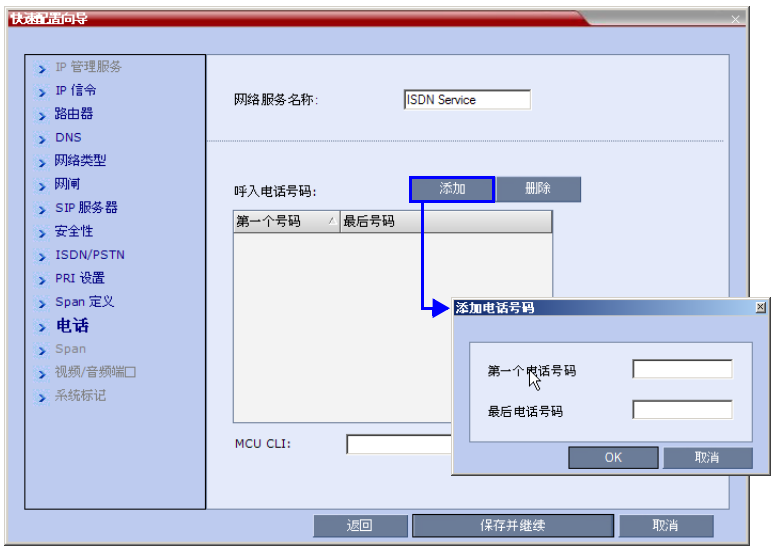 快速配置向导
IP 管理服务
IP 信令
路由器
DNS
网络类型
网闸
SIP 服务器
安全性
ISDN/PSTN
PRI 设置
Span 定义
电话
Span
视频/音频端口
系统标记
网络服务名称:
ISDN Service
呼入电话号码:
添加
删除
第一个号码
最后号码
MCU CLI:
添加电话号码
第一个电话号码
最后电话号码
OK
取消
返回
保存并继续
取消